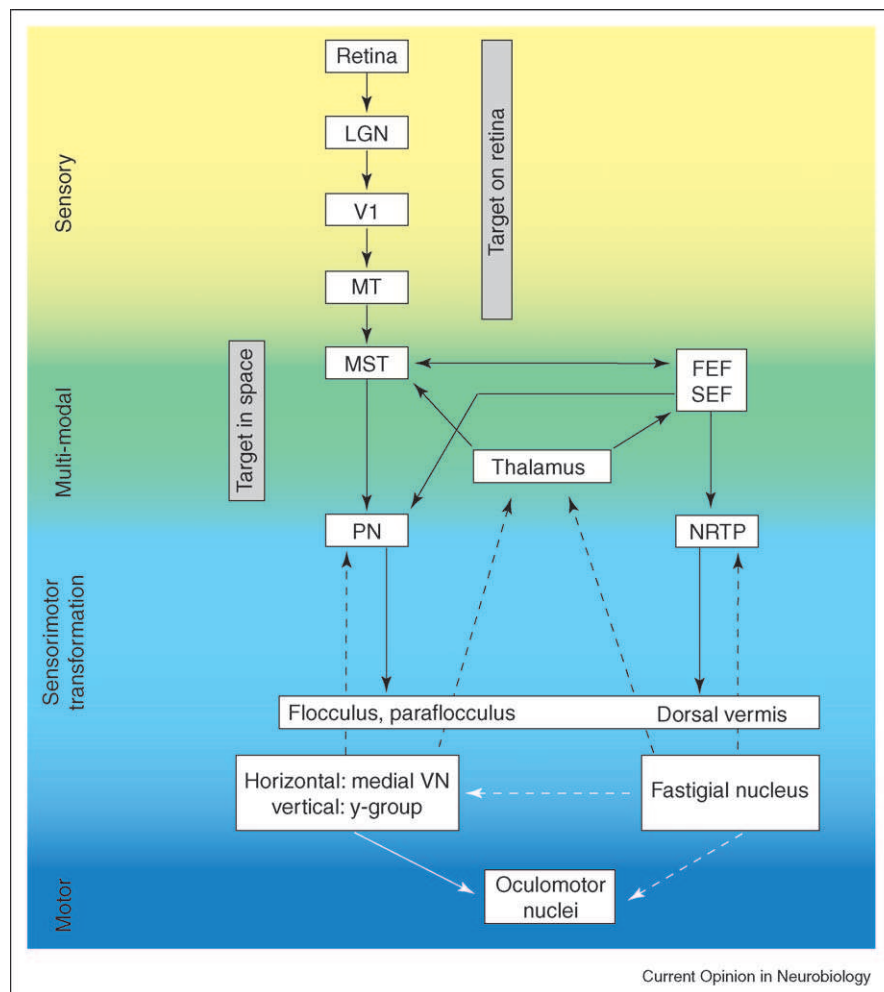 Sensory
Retina
LGN
V1
MT
Target on retina
Multi-modal
Target in space
MST
FEF
SEF
Thalamus
PN
NRTP
Sensorimotor
transformation
Flocculus, paraflocculus
Dorsal vermis
Horizontal: medial VN
vertical: y-group
Fastigial nucleus
Motor
Oculomotor
nuclei
Current Opinion in Neurobiology